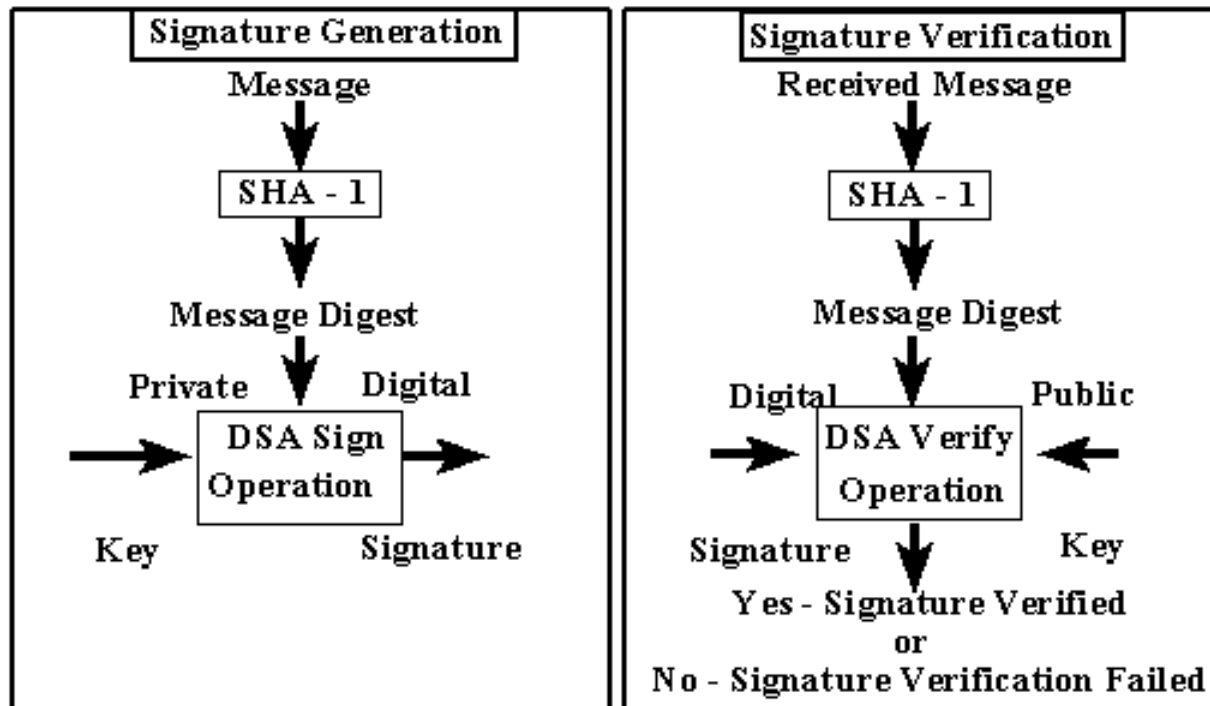 Signature Generation
Message
SHA - 1
Message Digest
Private
Key
DSA Sign
Operation
Digital
Signature
Signature Verification
Received Message
SHA - 1
Message Digest
Digital
Signature
DSA Verify
Operation
Public
Key
Yes - Signature Verified
or
No - Signature Verification Failed